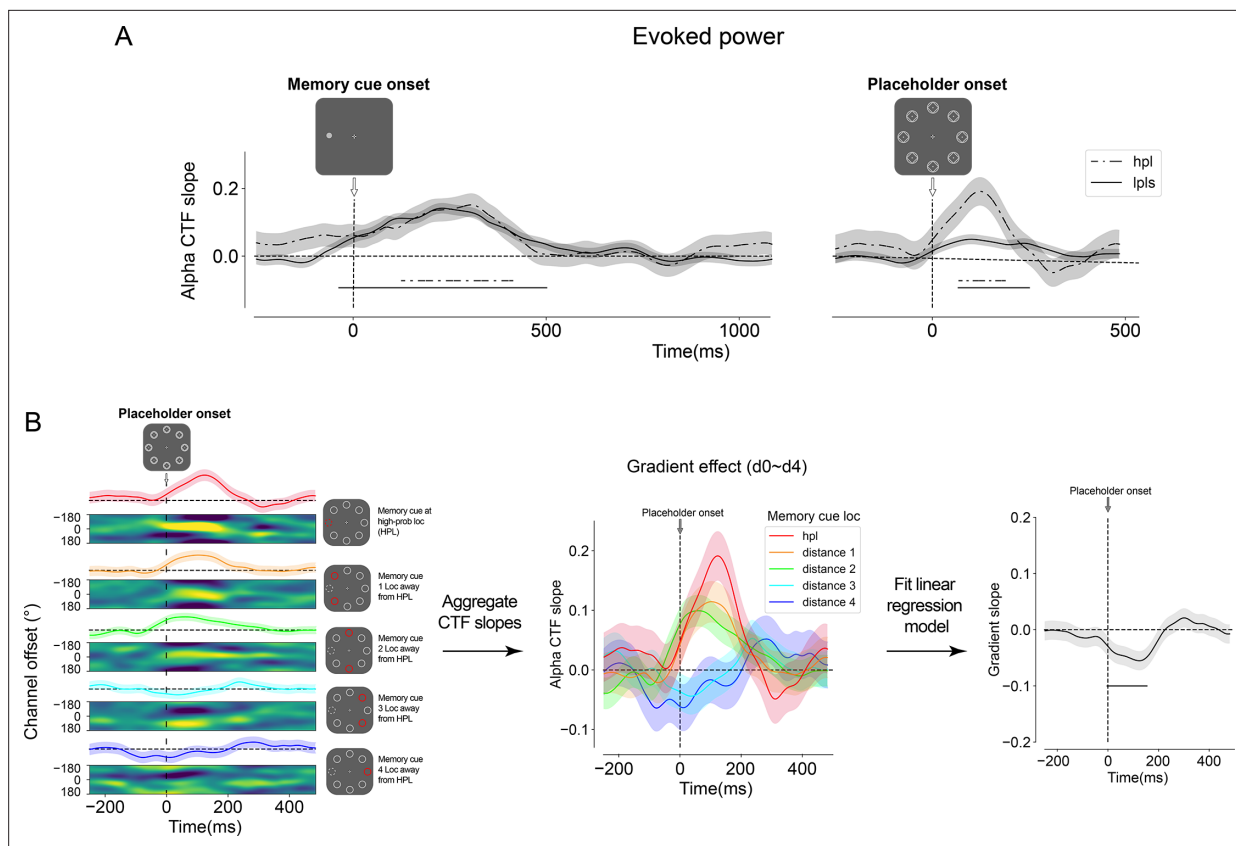 A
Evoked power
Memory cue onset
Placeholder onset
Alpha CTF slope
0.2
0.0
hpl
lpls
0
500
1000
0
500
Time(ms)
B
Placeholder onset
Channel offset (°)
−180
0
180
Memory cue at
high-prob loc
(HPL)
−180
0
180
Memory cue
1 Loc away
from HPL
−180
0
180
Memory cue
2 Loc away
from HPL
−180
0
180
Memory cue
3 Loc away
from HPL
−180
0
180
Memory cue
4 Loc away
from HPL
−200
0
200
400
Time(ms)
Aggregate
CTF slopes
Gradient effect (d0~d4)
Placeholder onset
Memory cue loc
hpl
distance 1
distance 2
distance 3
distance 4
Alpha CTF slope
0.2
0.1
0.0
−0.1
−200
0
200
400
Time(ms)
Fit linear
regression
model
Placeholder onset
Gradient slope
0.2
0.1
0.0
−0.1
−0.2
−200
0
200
400
Time(ms)